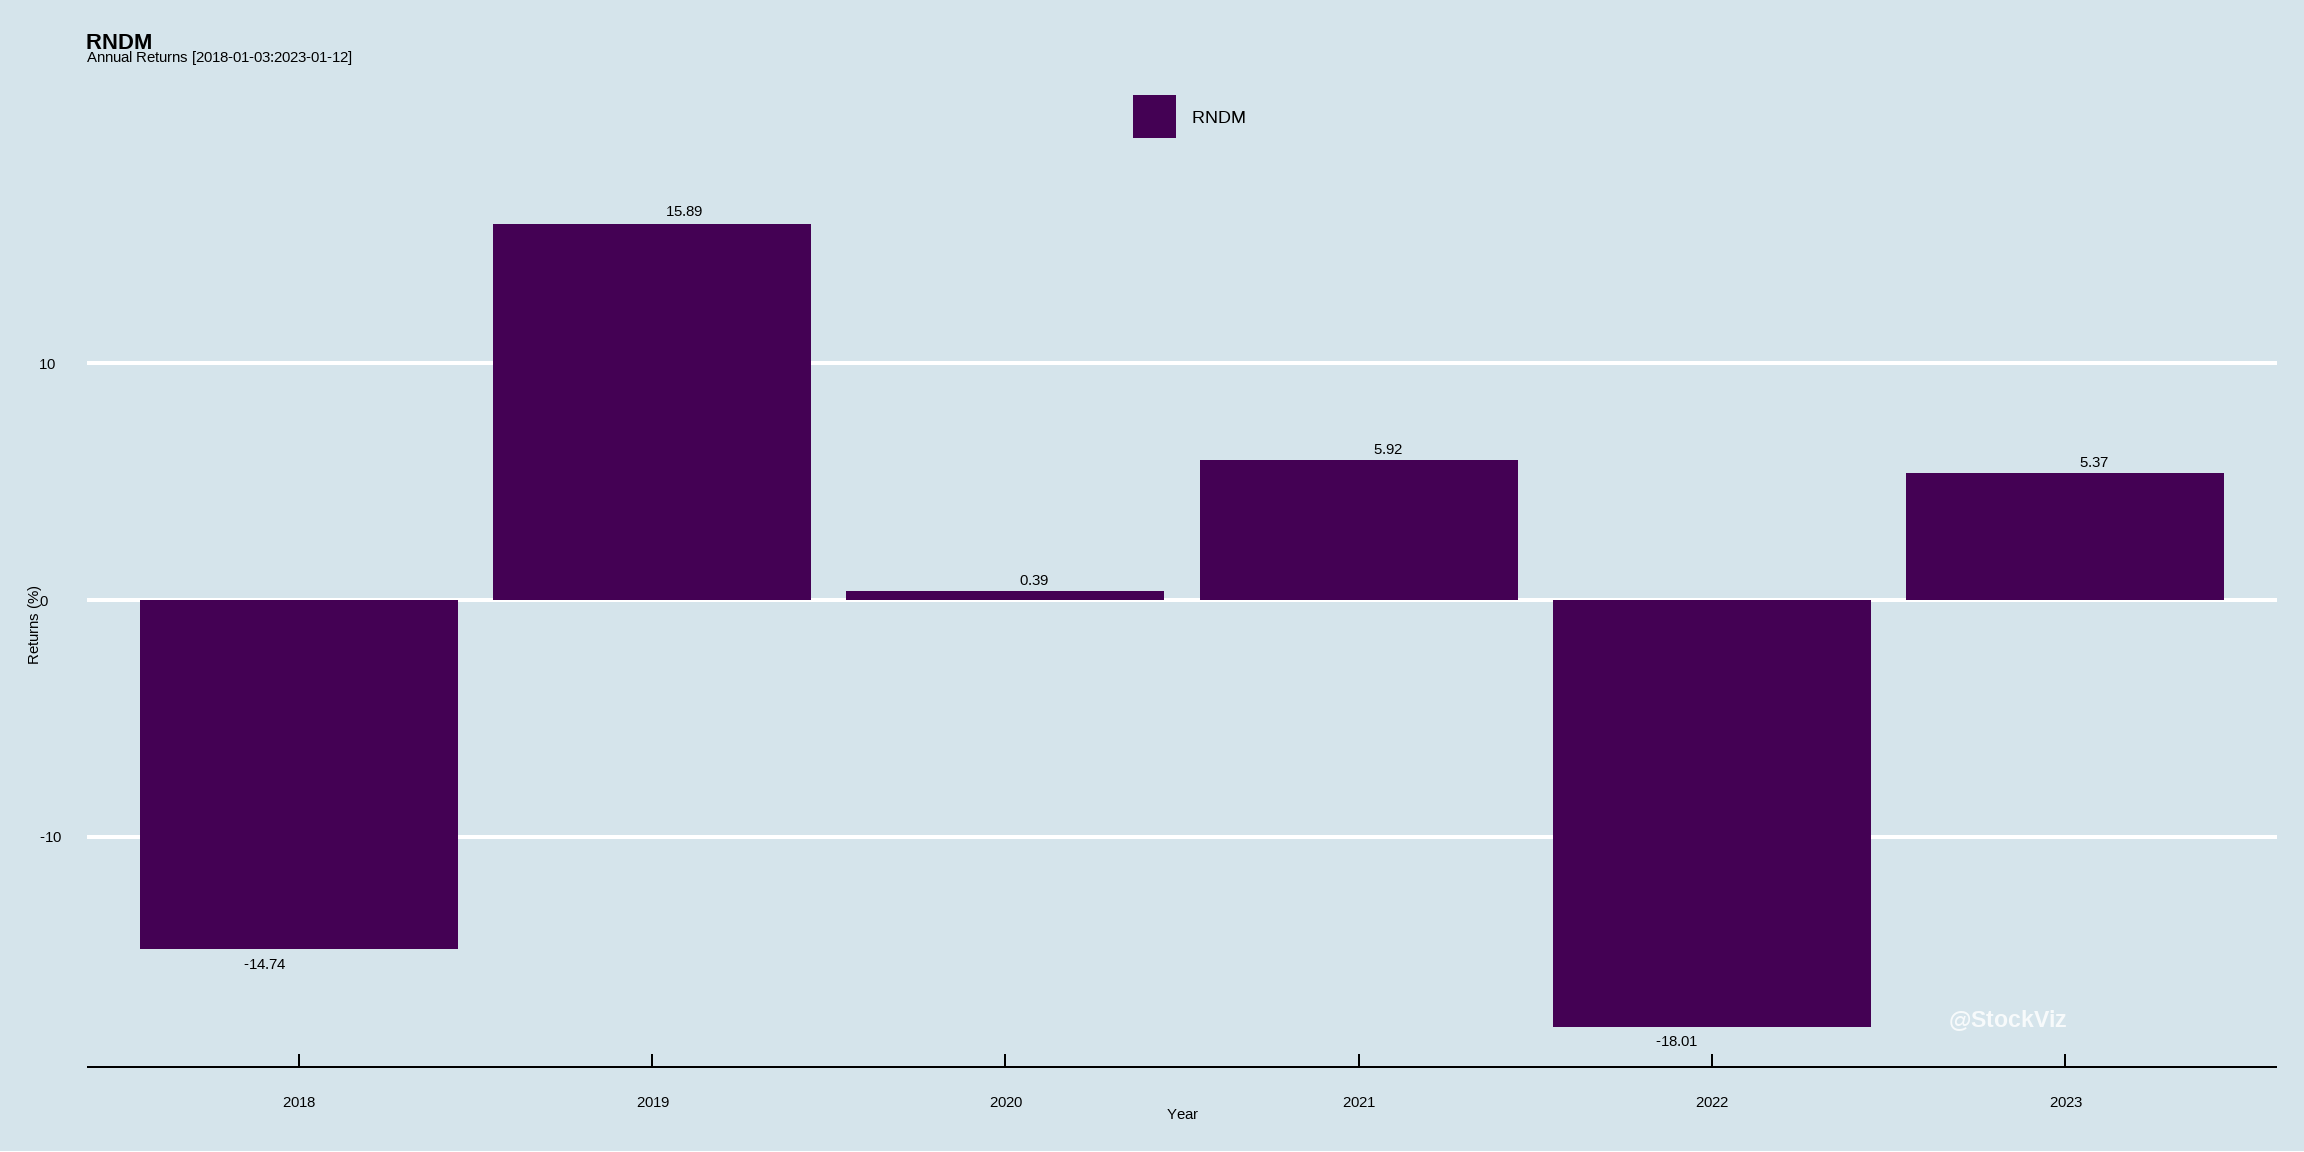 RNDM
Annual Returns [2018-01-03:2023-01-12]
RNDM
15.89
10
5.92
5.37
0.39
0
Returns (%)
-10
-14.74
@StockViz
-18.01
2018 2019 2020 2021 2022 2023
Year